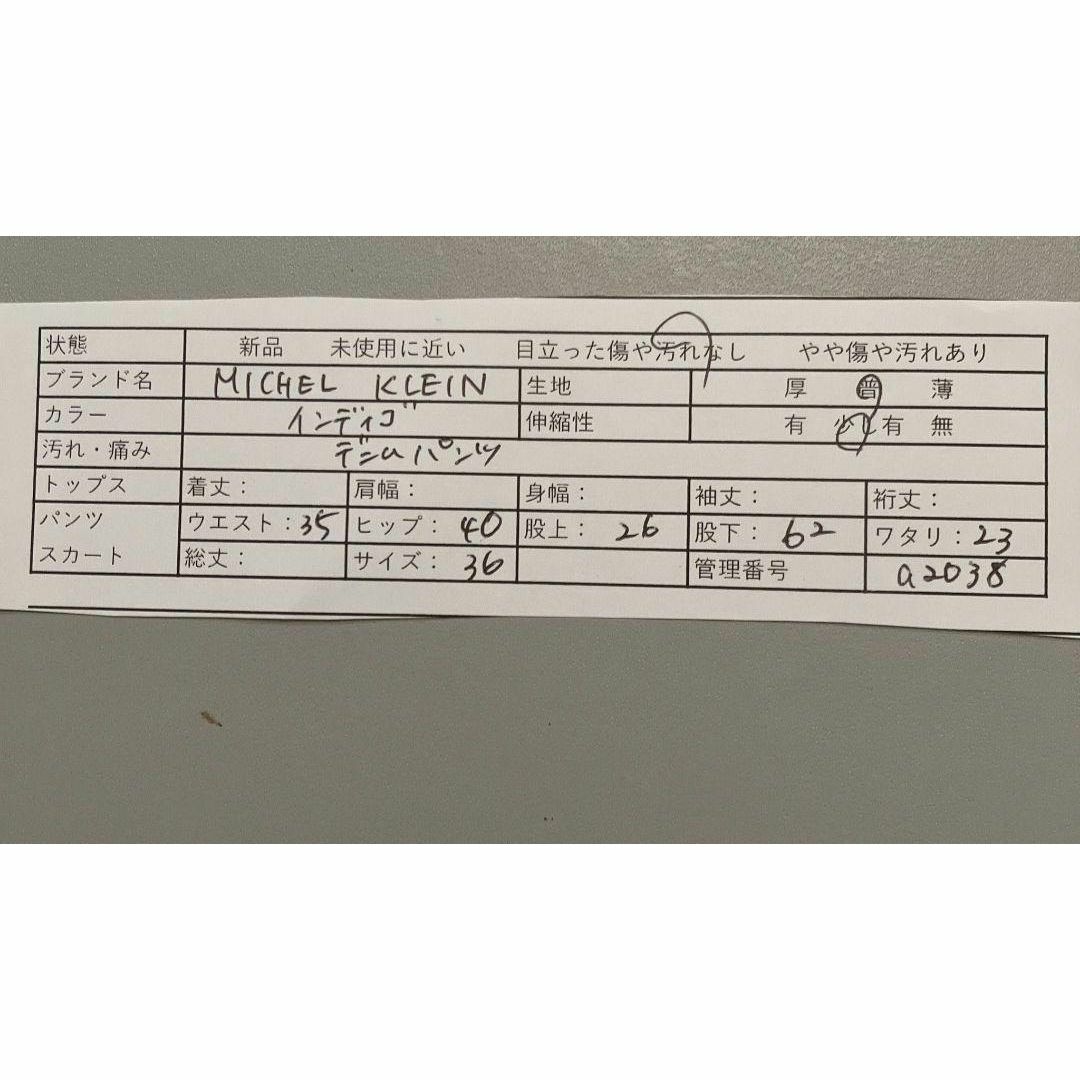 状態 新品 未使用に近い 目立った傷や汚れなし やや傷や汚れあり
ブランド名 MICHEL KLEIN 生地 厚 普 薄
カラー インディゴ 伸縮性 有 少し有 無
汚れ・痛み デニムパンツ
トップス 着丈： 肩幅： 身幅： 袖丈： 裄丈：
パンツ ウエスト：35 ヒップ：40 股上：26 股下：62 ワタリ：23
スカート 総丈： サイズ：36 管理番号 a2038